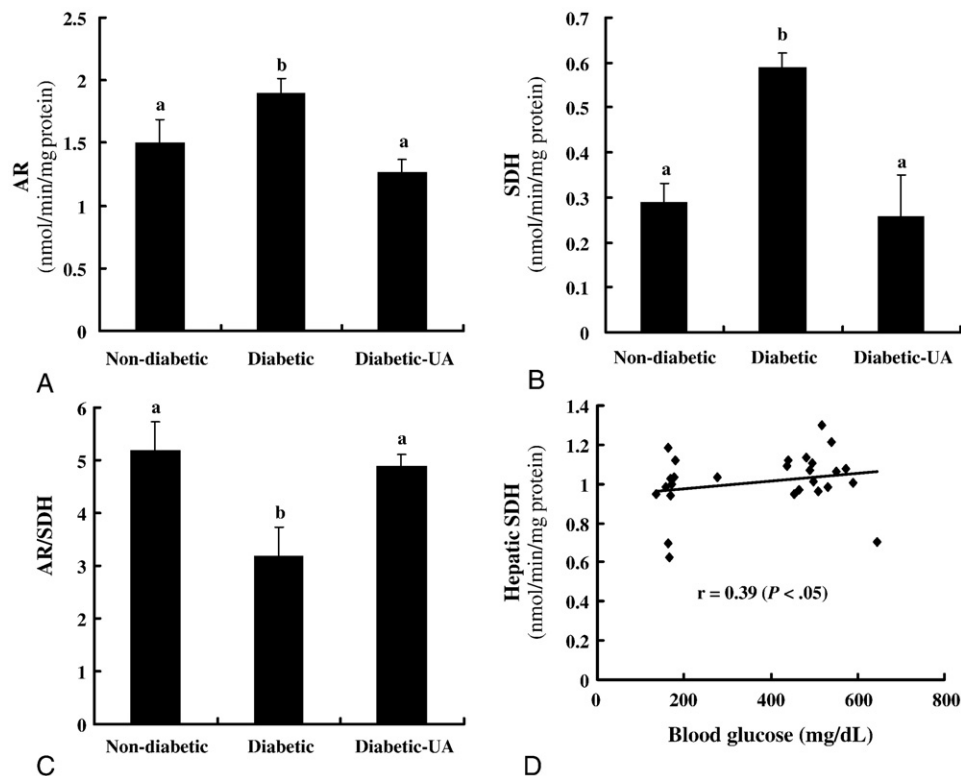 2.5
2
1.5
1
0.5
0
AR
(nmol/min/mg protein)
a
b
a
Non-diabetic Diabetic Diabetic-UA
A
0.7
0.6
0.5
0.4
0.3
0.2
0.1
0
SDH
(nmol/min/mg protein)
a
b
a
Non-diabetic Diabetic Diabetic-UA
B
6
5
4
3
2
1
0
AR/SDH
a
b
a
Non-diabetic Diabetic Diabetic-UA
C
1.4
1.2
1
0.8
0.6
0.4
0.2
0
Hepatic SDH
(nmol/min/mg protein)
r = 0.39 (P < .05)
0 200 400 600 800
Blood glucose (mg/dL)
D